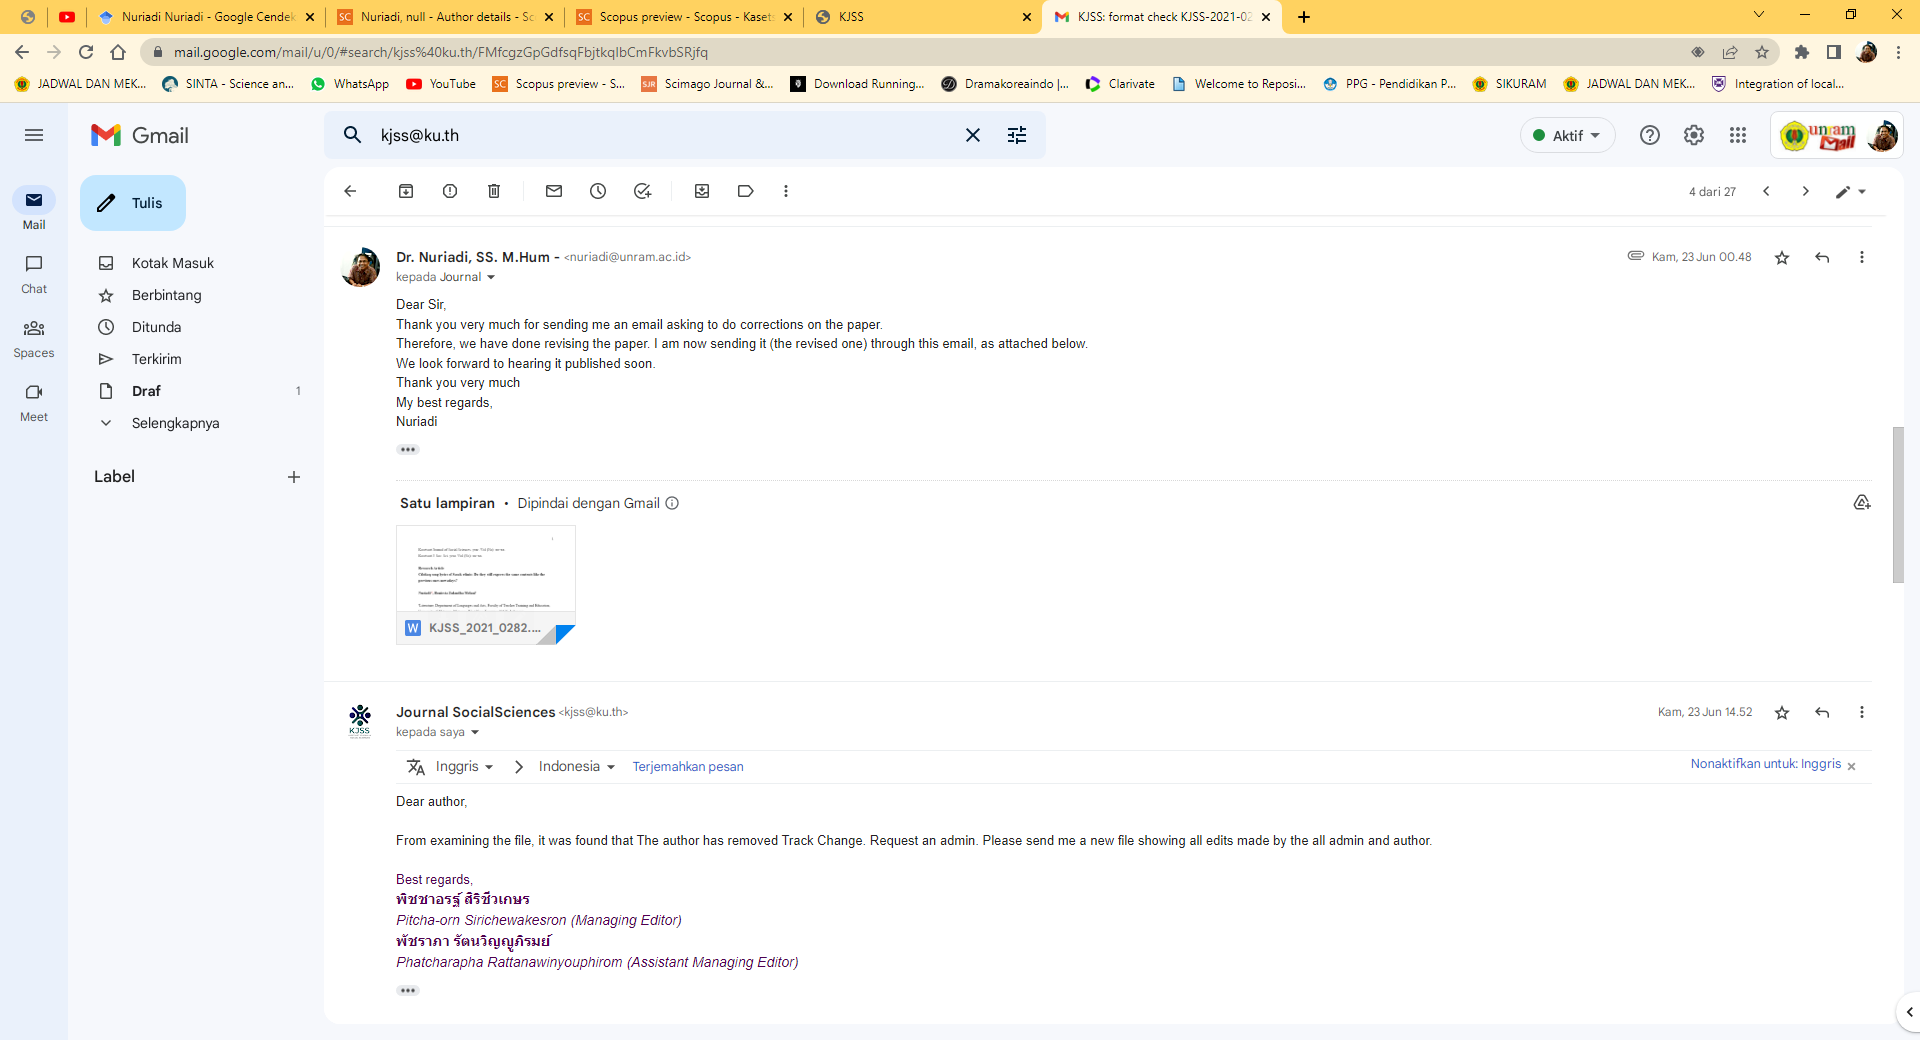 Nuriadi Nuriadi - Google Cendek
Nuriadi, null - Author details - Sc
Scopus preview - Scopus - Kaset
KJSS
KJSS: format check KJSS-2021-02
mail.google.com/mail/u/0/#search/kjss%40ku.th/FMfcgzGpGdfsqFbjtkqIbCmFkvbSRjfq
JADWAL DAN MEK...
SINTA - Science an...
WhatsApp
YouTube
Scopus preview - S...
Scimago Journal &...
Download Running...
Dramakoreaindo |...
Clarivate
Welcome to Reposi...
PPG - Pendidikan P...
SIKURAM
JADWAL DAN MEK...
Integration of local...
Gmail
kjss@ku.th
Aktif
unram
Mail
Tulis
4 dari 27
Mail
Chat
Spaces
Meet
Kotak Masuk
Berbintang
Ditunda
Terkirim
Draf 1
Selengkapnya
Label
Dr. Nuriadi, SS. M.Hum - <nuriadi@unram.ac.id>
Kam, 23 Jun 00.48
kepada Journal
Dear Sir,
Thank you very much for sending me an email asking to do corrections on the paper.
Therefore, we have done revising the paper. I am now sending it (the revised one) through this email, as attached below.
We look forward to hearing it published soon.
Thank you very much
My best regards,
Nuriadi
Satu lampiran • Dipindai dengan Gmail
Research Article
W KJSS_2021_0282....
Journal SocialSciences <kjss@ku.th>
Kam, 23 Jun 14.52
KJSS
kepada saya
Inggris > Indonesia Terjemahkan pesan
Nonaktifkan untuk: Inggris
Dear author,
From examining the file, it was found that The author has removed Track Change. Request an admin. Please send me a new file showing all edits made by the all admin and author.
Best regards,
พิชชาอรฐ์ ศิริชีวเกษร
Pitcha-orn Sirichewakesron (Managing Editor)
พัชราภา รัตนวิญญูภิรมย์
Phatcharapha Rattanawinyouphirom (Assistant Managing Editor)